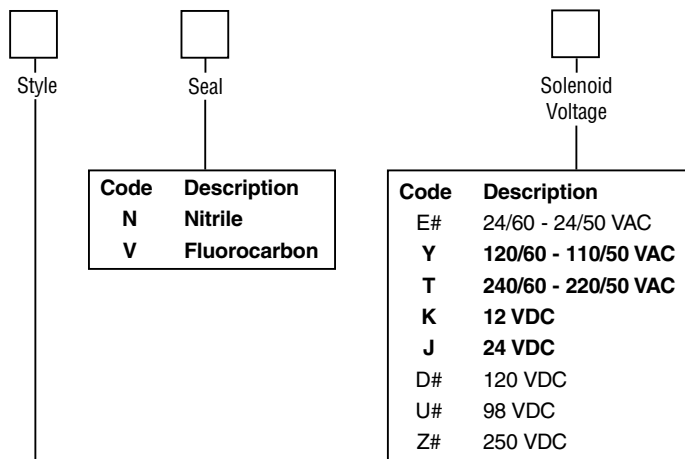 Style
Seal
Solenoid
Voltage
Code Description
N Nitrile
V Fluorocarbon
Code Description
E# 24/60 - 24/50 VAC
Y 120/60 - 110/50 VAC
T 240/60 - 220/50 VAC
K 12 VDC
J 24 VDC
D# 120 VDC
U# 98 VDC
Z# 250 VDC